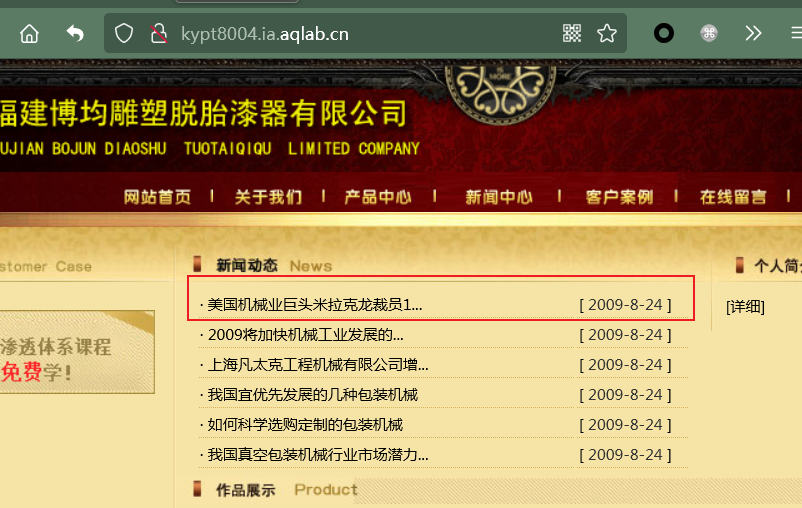 kypt8004.ia.aqlab.cn
MORE
福建博均雕塑脱胎漆器有限公司
UJIAN BOJUN DIAOSHU TUOTAIQIQU LIMITED COMPANY
网站首页 | 关于我们 | 产品中心 | 新闻中心 | 客户案例 | 在线留言 |
stomer Case
新闻动态 News
个人简
· 美国机械业巨头米拉克龙裁员1... [ 2009-8-24 ]
[详细]
· 2009将加快机械工业发展的... [ 2009-8-24 ]
渗透体系课程
· 上海凡太克工程机械有限公司增... [ 2009-8-24 ]
免费学!
· 我国宜优先发展的几种包装机械 [ 2009-8-24 ]
· 如何科学选购定制的包装机械 [ 2009-8-24 ]
· 我国真空包装机械行业市场潜力... [ 2009-8-24 ]
作品展示 Product